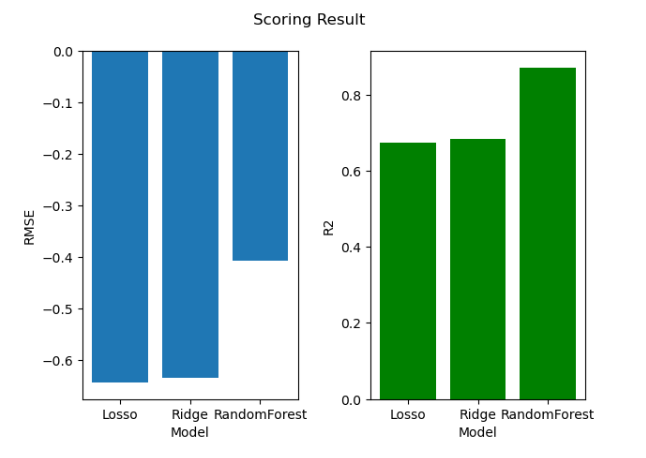 Scoring Result
0.0
−0.1
−0.2
−0.3
−0.4
−0.5
−0.6
RMSE
Losso Ridge RandomForest
Model
0.8
0.6
0.4
0.2
0.0
R2
Losso Ridge RandomForest
Model